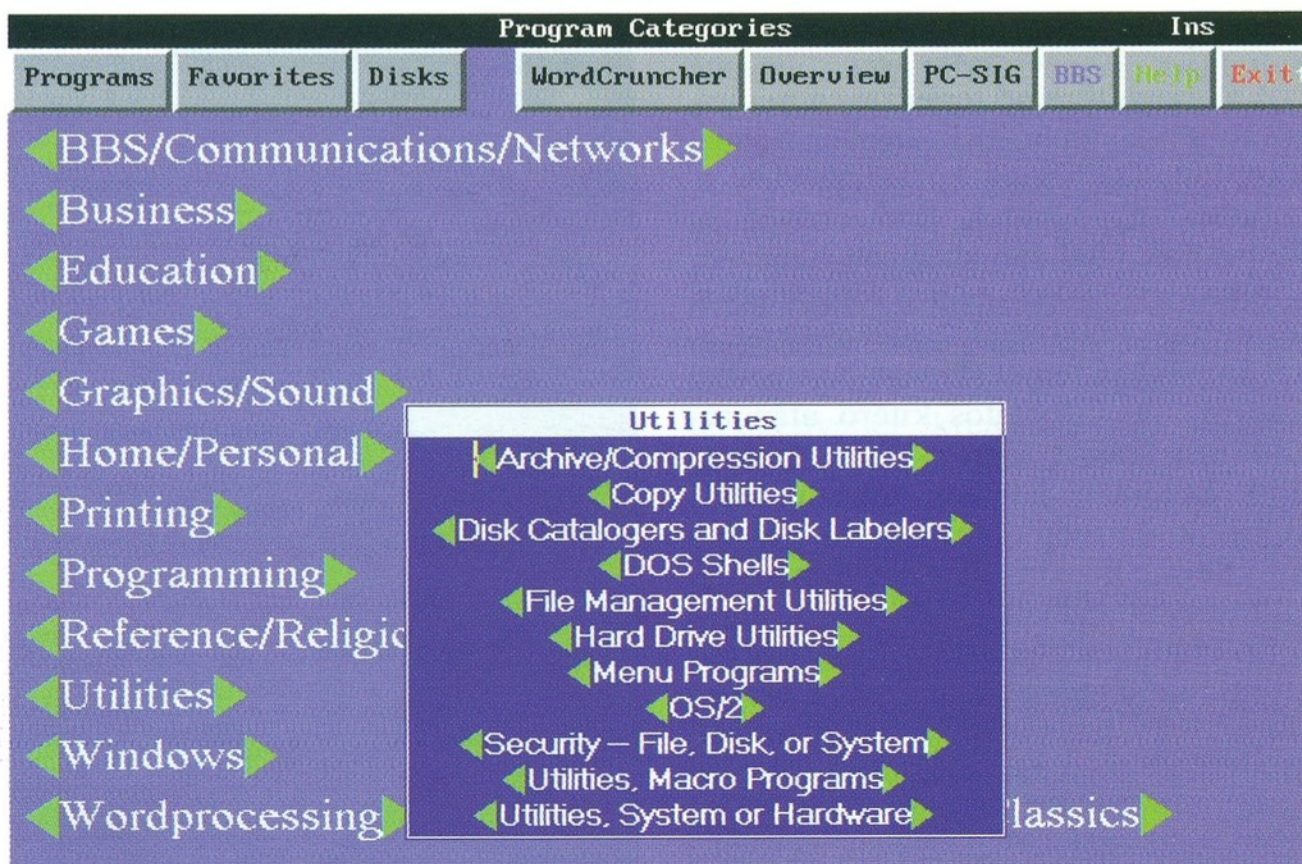 Program Categories Ins
Programs Favorites Disks WordCruncher Overview PC-SIG BBS Help Exit
BBS/Communications/Networks
Business
Education
Games
Graphics/Sound
Home/Personal
Printing
Programming
Reference/Religio
Utilities
Windows
Wordprocessing
lassics
Utilities
Archive/Compression Utilities
Copy Utilities
Disk Catalogers and Disk Labelers
DOS Shells
File Management Utilities
Hard Drive Utilities
Menu Programs
OS/2
Security – File, Disk, or System
Utilities, Macro Programs
Utilities, System or Hardware